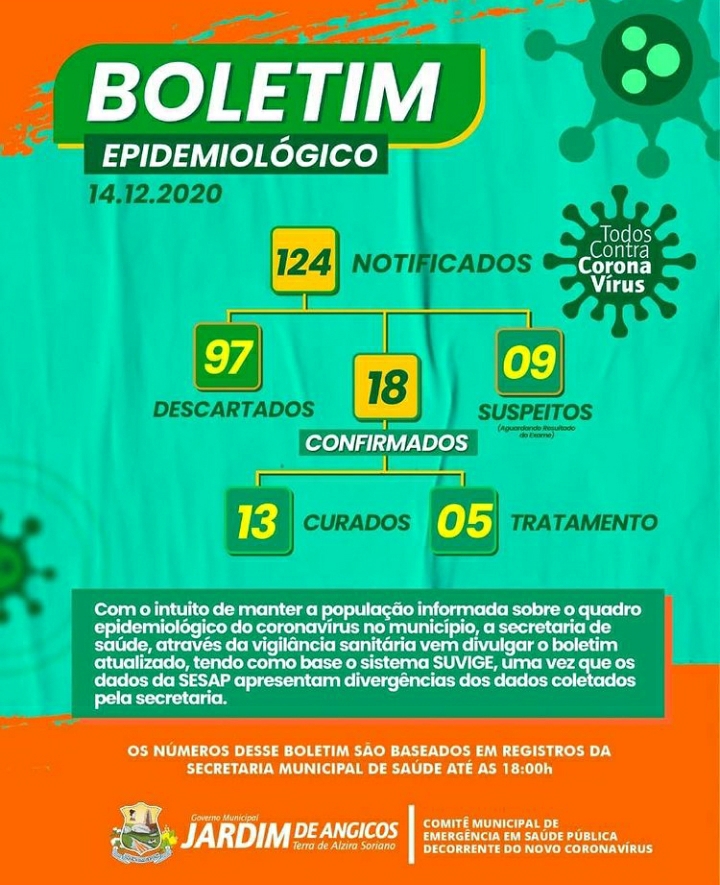 BOLETIM
EPIDEMIOLÓGICO
14.12.2020
Todos
Contra
Corona
Vírus
124 NOTIFICADOS
97
DESCARTADOS
18
CONFIRMADOS
09
SUSPEITOS
(Aguardando Resultado
do Exame)
13 CURADOS
05 TRATAMENTO
Com o intuito de manter a população informada sobre o quadro
epidemiológico do coronavírus no município, a secretaria de
saúde, através da vigilância sanitária vem divulgar o boletim
atualizado, tendo como base o sistema SUVIGE, uma vez que os
dados da SESAP apresentam divergências dos dados coletados
pela secretaria.
OS NÚMEROS DESSE BOLETIM SÃO BASEADOS EM REGISTROS DA
SECRETARIA MUNICIPAL DE SAÚDE ATÉ AS 18:00h
Governo Municipal
JARDIM DE ANGICOS
Terra de Alzira Soriano
COMITÊ MUNICIPAL DE
EMERGÊNCIA EM SAÚDE PÚBLICA
DECORRENTE DO NOVO CORONAVÍRUS